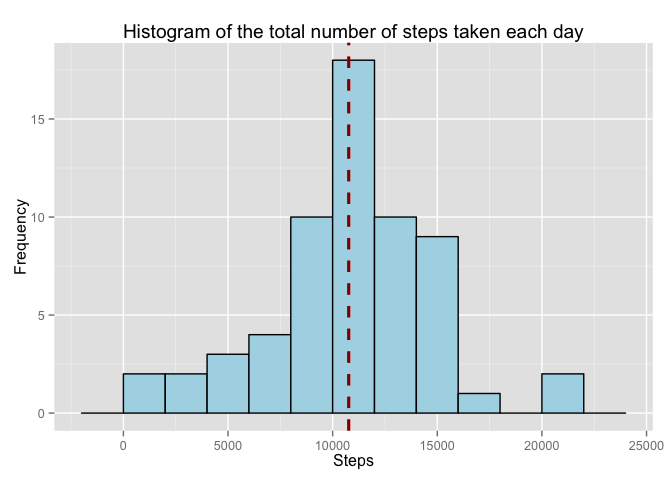 Histogram of the total number of steps taken each day
Frequency
15
10
5
0
0 5000 10000 15000 20000 25000
Steps